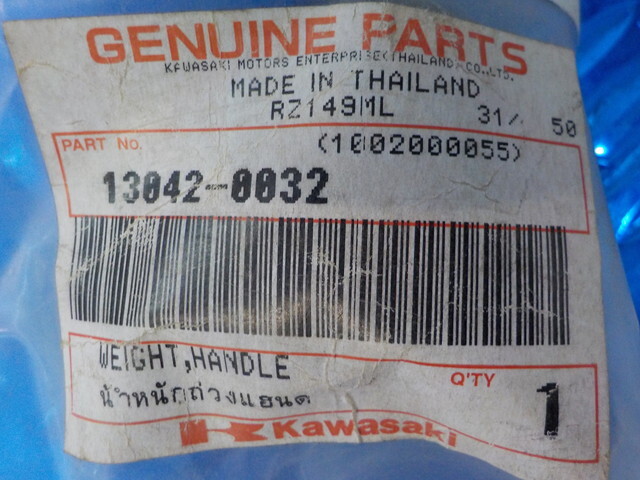 GENUINE PARTS
KAWASAKI MOTORS ENTERPRISE(THAILAND)CO.,LTD.
MADE IN THAILAND
RZ149ML 31/ 50
PART No. (1002000055)
13042-0032
WEIGHT,HANDLE
น้ำหนักถ่วงแฮนด์
Q'TY 1
Kawasaki